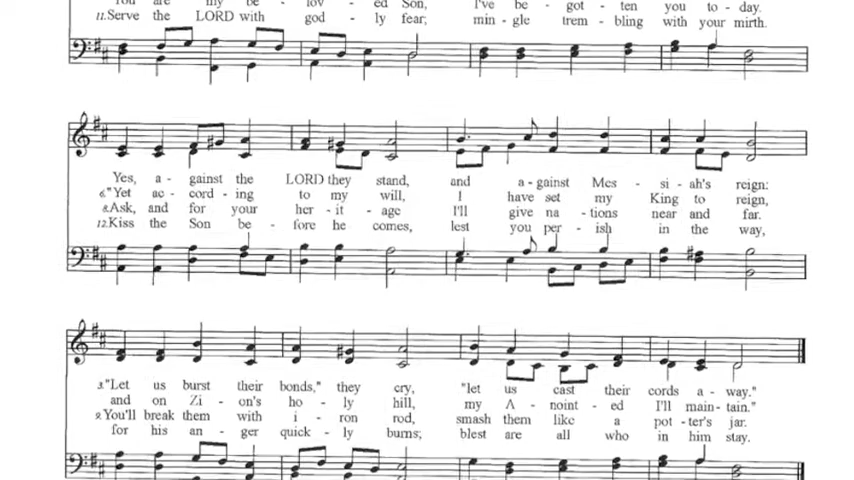 You are my be - lov - ed Son, I've be - got - ten you to - day.
11.Serve the LORD with god - ly fear; min - gle trem - bling with your mirth.
Yes, a - gainst the LORD they stand, and a - gainst Mes - si - ah's reign:
6."Yet ac - cord - ing to my will, I have set my King to reign,
8.Ask, and for your her - it - age I'll give na - tions near and far.
12.Kiss the Son be - fore he comes, lest you per - ish in the way,
3."Let us burst their bonds," they cry, "let us cast their cords a - way."
and on Zi - on's ho - ly hill, my A - noint - ed I'll main - tain."
9.You'll break them with i - ron rod, smash them like a pot - ter's jar.
for his an - ger quick - ly burns; blest are all who in him stay.